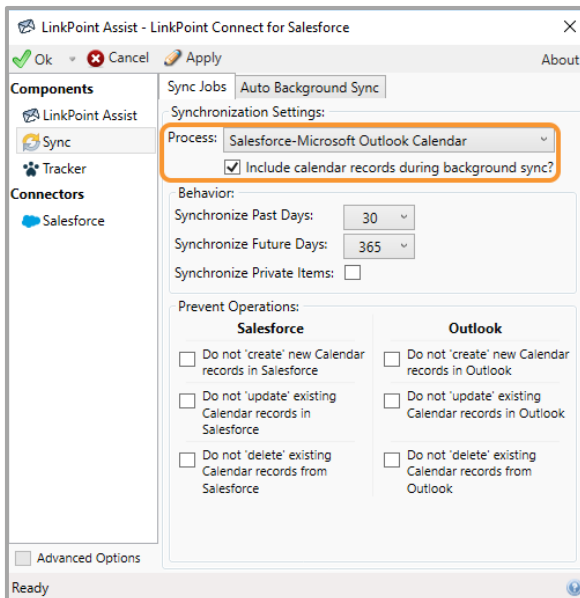 LinkPoint Assist - LinkPoint Connect for Salesforce
Ok Cancel Apply About
Components
LinkPoint Assist
Sync
Tracker
Connectors
Salesforce
Advanced Options
Sync Jobs Auto Background Sync
Synchronization Settings:
Process: Salesforce-Microsoft Outlook Calendar
Include calendar records during background sync?
Behavior:
Synchronize Past Days: 30
Synchronize Future Days: 365
Synchronize Private Items:
Prevent Operations:
Salesforce
Do not 'create' new Calendar
records in Salesforce
Do not 'update' existing
Calendar records in
Salesforce
Do not 'delete' existing
Calendar records from
Salesforce
Outlook
Do not 'create' new Calendar
records in Outlook
Do not 'update' existing
Calendar records in Outlook
Do not 'delete' existing
Calendar records from
Outlook
Ready